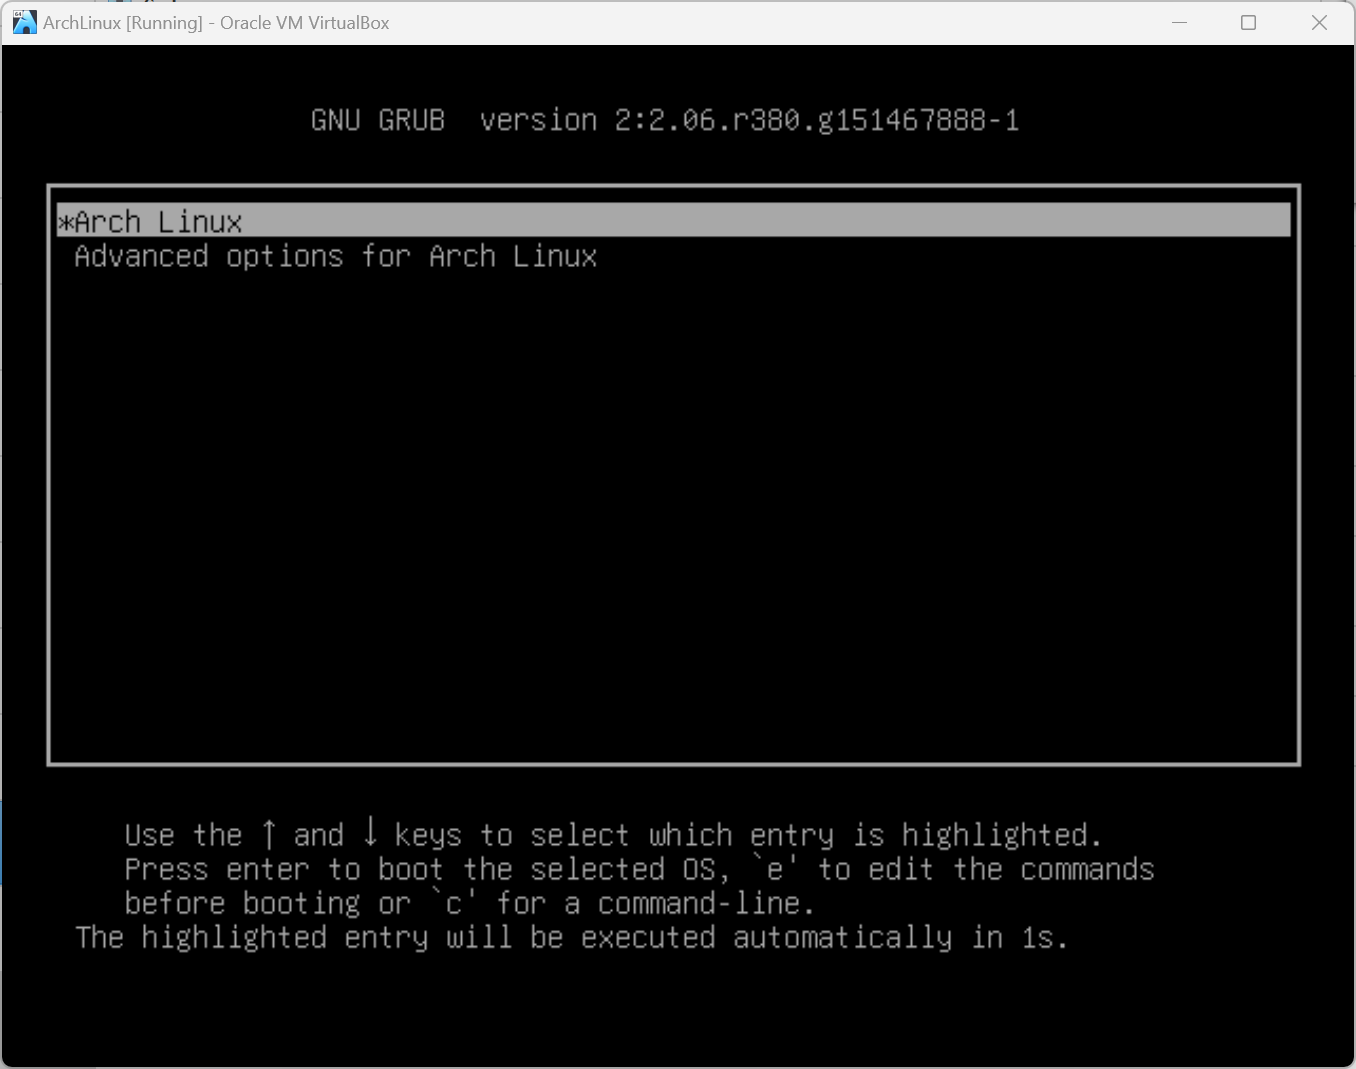 ArchLinux [Running] - Oracle VM VirtualBox
GNU GRUB  version 2:2.06.r380.g151467888-1
*Arch Linux
Advanced options for Arch Linux
Use the ↑ and ↓ keys to select which entry is highlighted.
Press enter to boot the selected OS, `e' to edit the commands
before booting or `c' for a command-line.
The highlighted entry will be executed automatically in 1s.